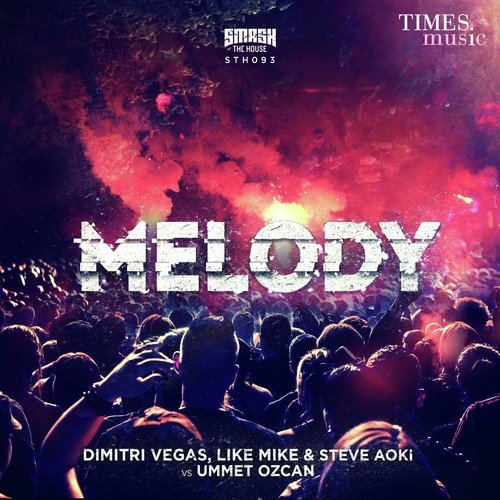 SMASH
THE HOUSE
STH093
TIMES.
music
MELODY
DIMITRI VEGAS, LIKE MIKE & STEVE AOKi
VS UMMET OZCAN